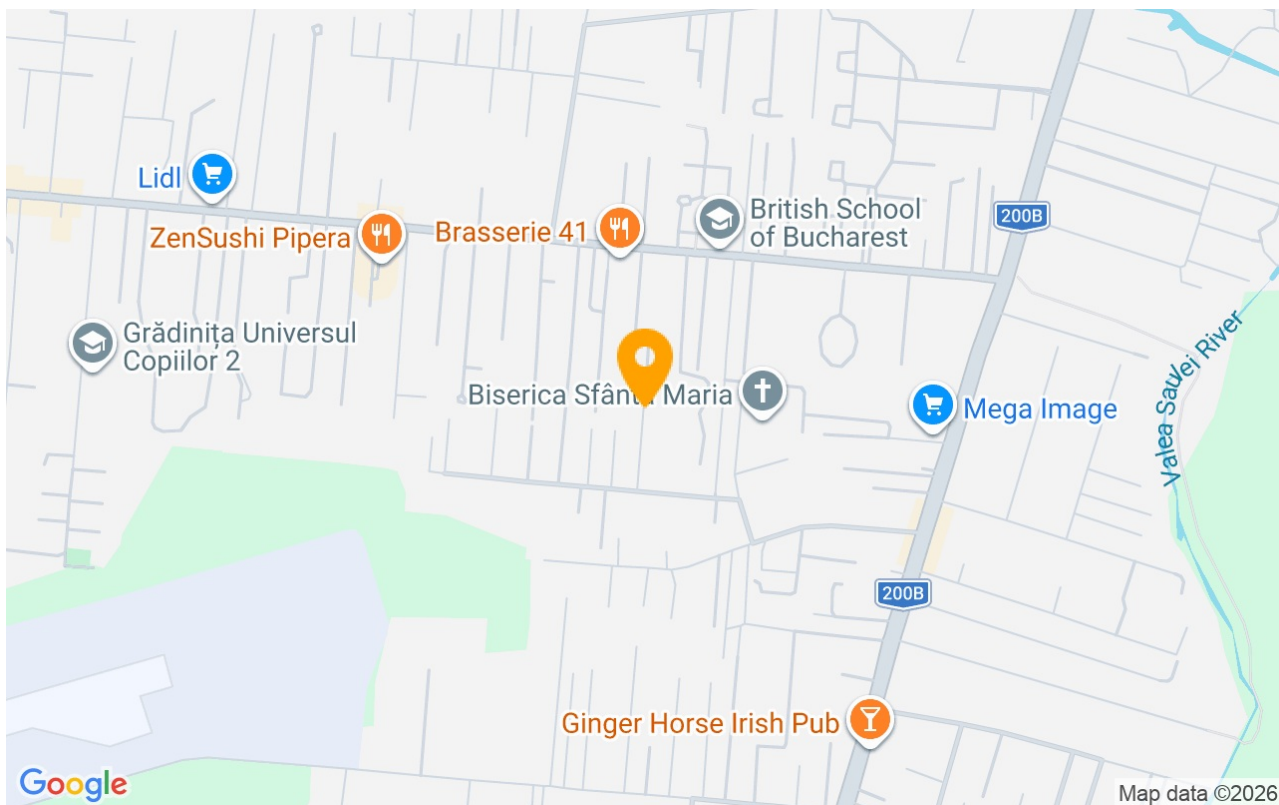 Lidl
ZenSushi Pipera
Brasserie 41
British School
of Bucharest
200B
Grădinița Universul
Copiilor 2
Biserica Sfânta Maria
Mega Image
Valea Saulei River
200B
Ginger Horse Irish Pub
Google
Map data ©2026